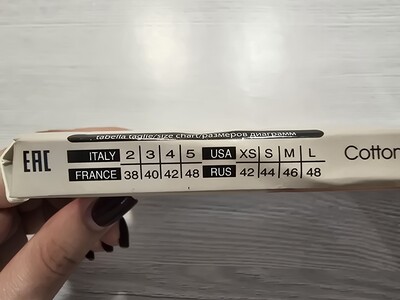 tabella taglie/size chart/размеров диаграмм
EAC
ITALY 2 3 4 5 USA XS S M L
FRANCE 38 40 42 48 RUS 42 44 46 48
Cotton